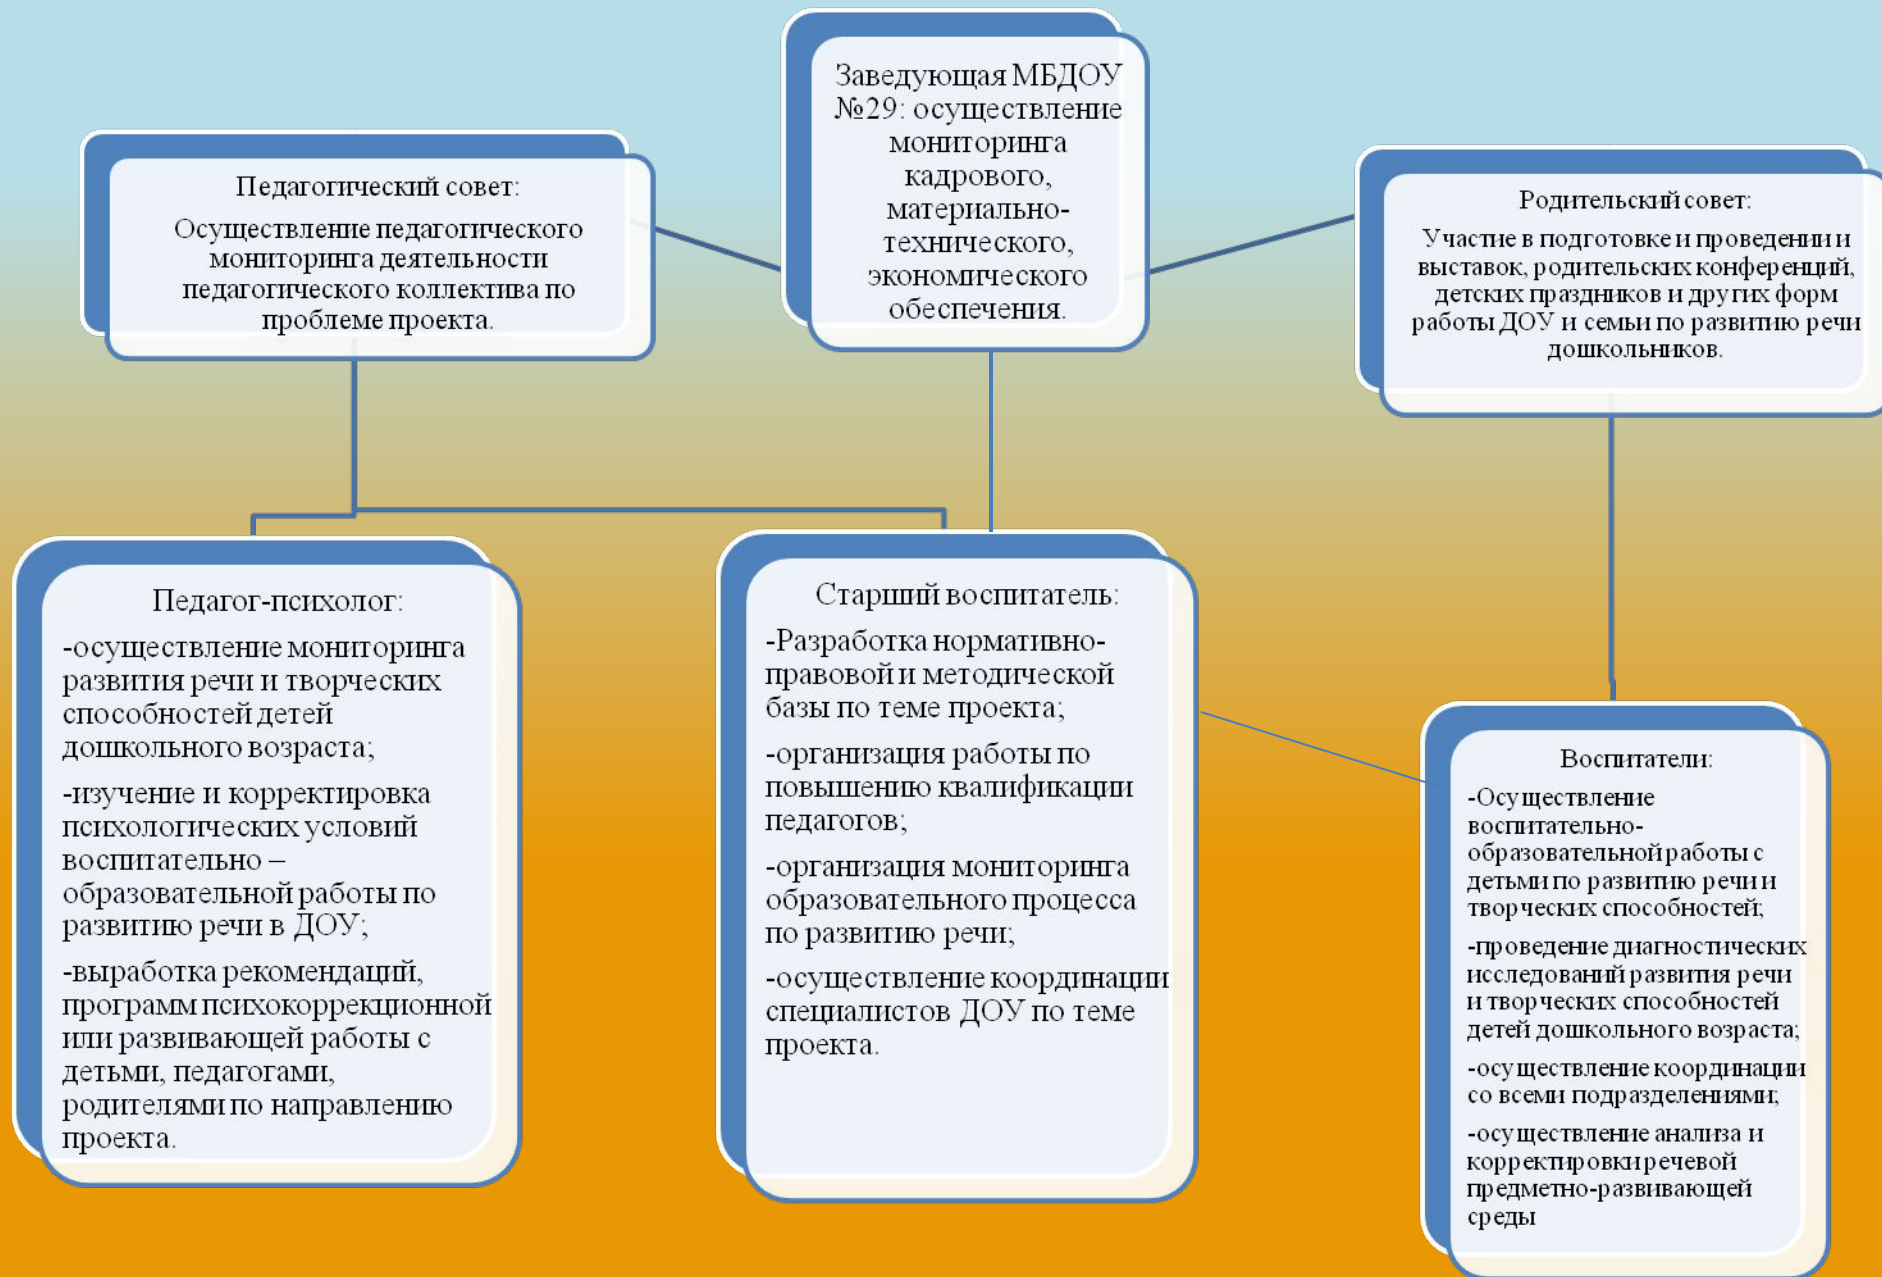 Заведующая МБДОУ
№29: осуществление
мониторинга
кадрового,
материально-
технического,
экономического
обеспечения.
Педагогический совет:
Осуществление педагогического
мониторинга деятельности
педагогического коллектива по
проблеме проекта.
Родительский совет:
Участие в подготовке и проведении и
выставок, родительских конференций,
детских праздников и других форм
работы ДОУ и семьи по развитию речи
дошкольников.
Педагог-психолог:
-осуществление мониторинга
развития речи и творческих
способностей детей
дошкольного возраста;
-изучение и корректировка
психологических условий
воспитательно –
образовательной работы по
развитию речи в ДОУ;
-выработка рекомендаций,
программ психокоррекционной
или развивающей работы с
детьми, педагогами,
родителями по направлению
проекта.
Старший воспитатель:
-Разработка нормативно-
правовой и методической
базы по теме проекта;
-организация работы по
повышению квалификации
педагогов;
-организация мониторинга
образовательного процесса
по развитию речи;
-осуществление координации
специалистов ДОУ по теме
проекта.
Воспитатели:
-Осуществление
воспитательно-
образовательной работы с
детьми по развитию речи и
творческих способностей;
-проведение диагностических
исследований развития речи
и творческих способностей
детей дошкольного возраста;
-осуществление координации
со всеми подразделениями;
-осуществление анализа и
корректировки речевой
предметно-развивающей
среды